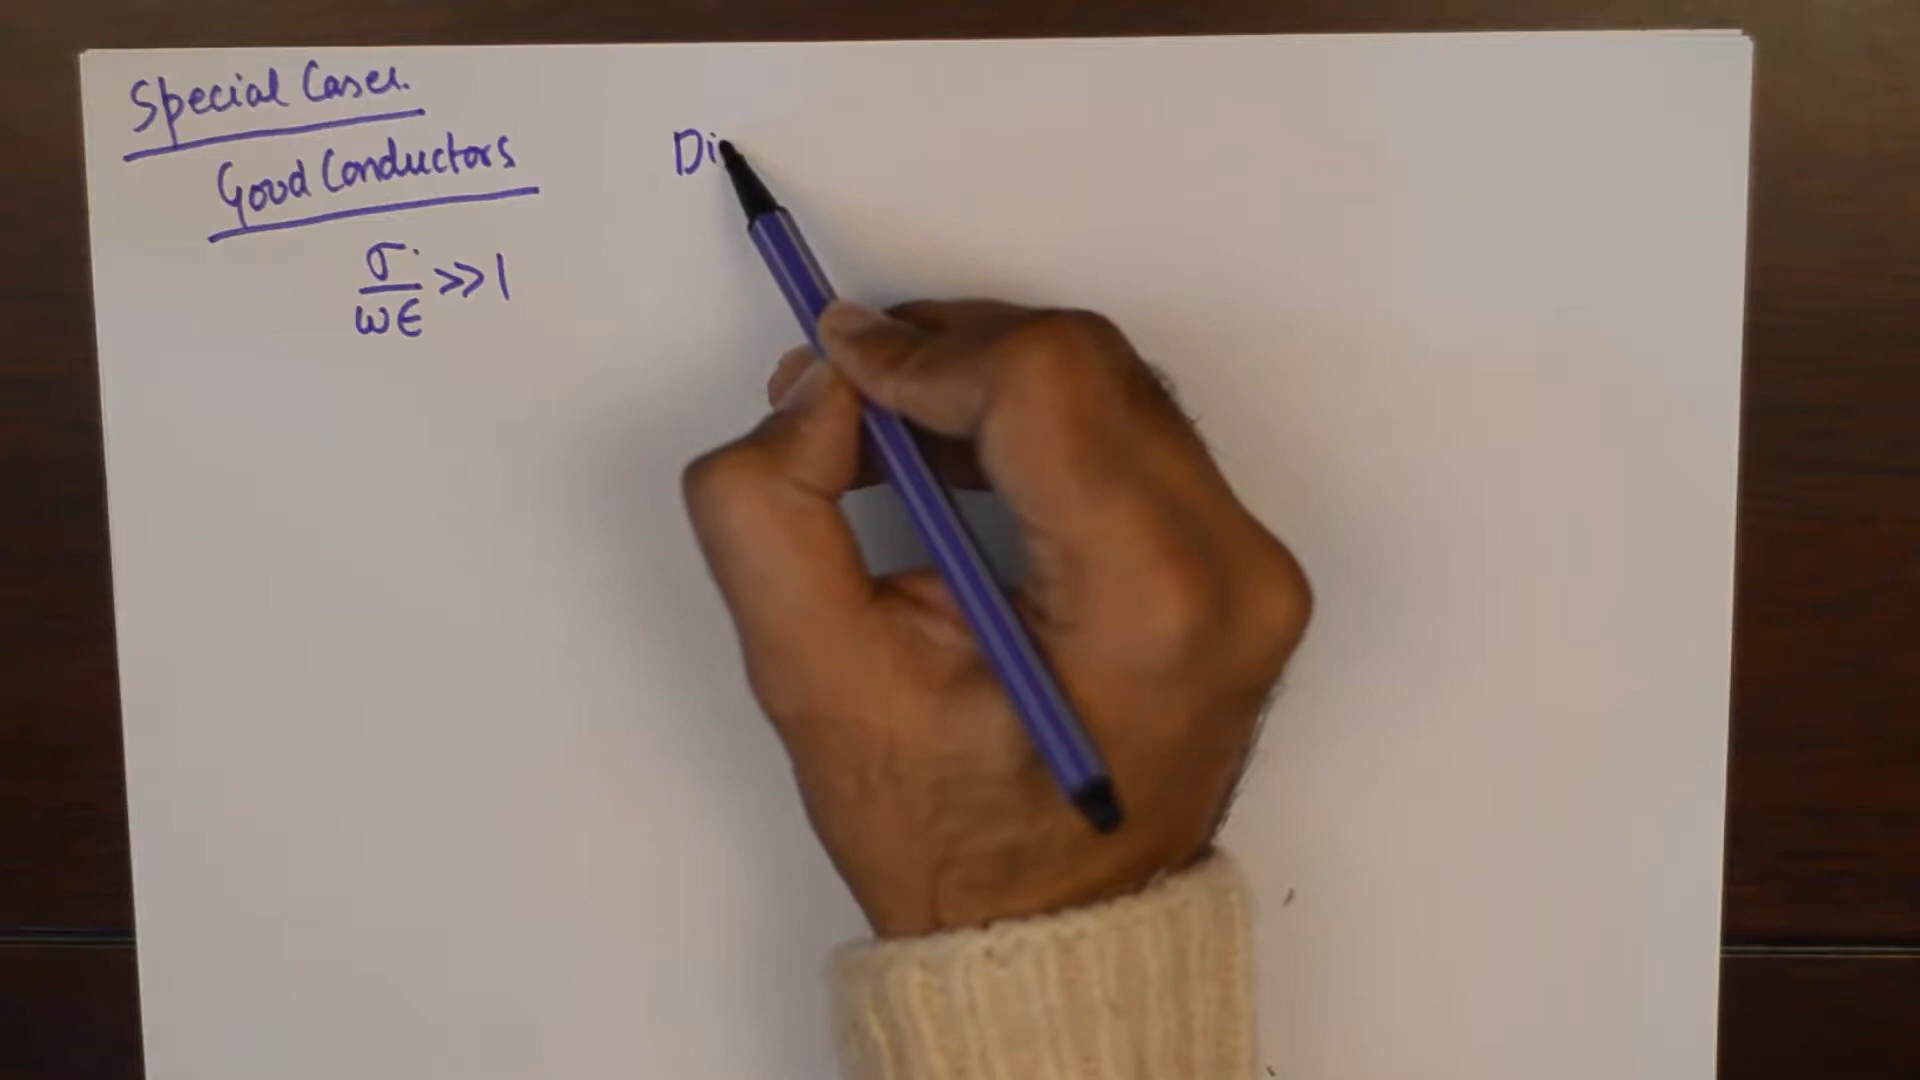 Special Cases.
Good Conductors
σ/ωϵ >> 1
Di